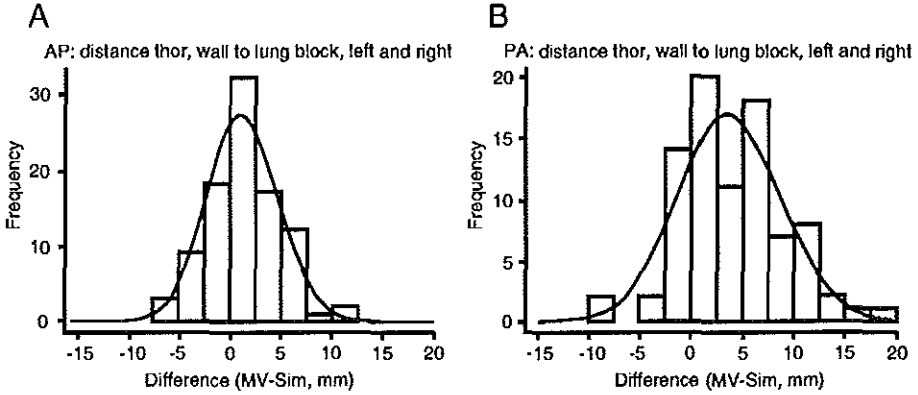 A
AP: distance thor, wall to lung block, left and right
30
20
10
0
Frequency
-15 -10 -5 0 5 10 15 20
Difference (MV-Sim, mm)
B
PA: distance thor, wall to lung block, left and right
20
15
10
5
0
Frequency
-15 -10 -5 0 5 10 15 20
Difference (MV-Sim, mm)